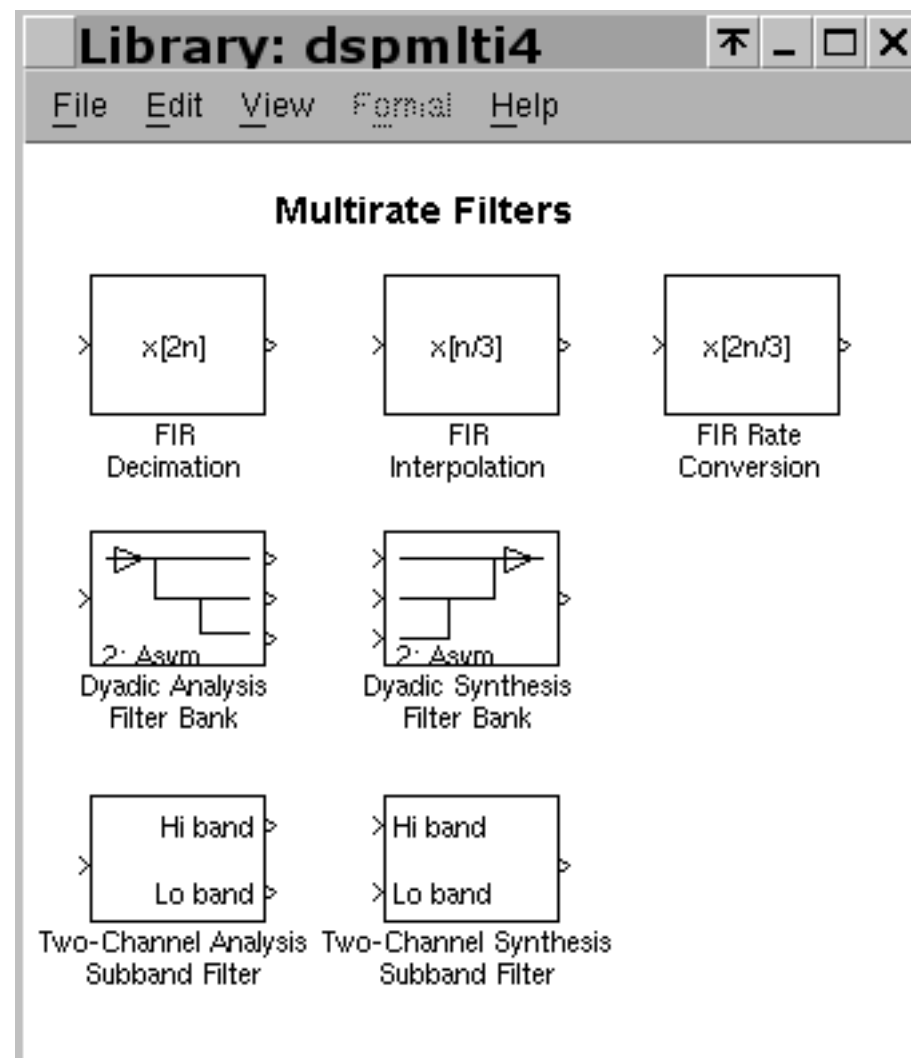 Library: dspmlti4
File Edit View Format Help
Multirate Filters
x[2n] x[n/3] x[2n/3]
FIR FIR FIR Rate
Decimation Interpolation Conversion
2: Asym 2: Asym
Dyadic Analysis Dyadic Synthesis
Filter Bank Filter Bank
Hi band Hi band
Lo band Lo band
Two-Channel Analysis Two-Channel Synthesis
Subband Filter Subband Filter